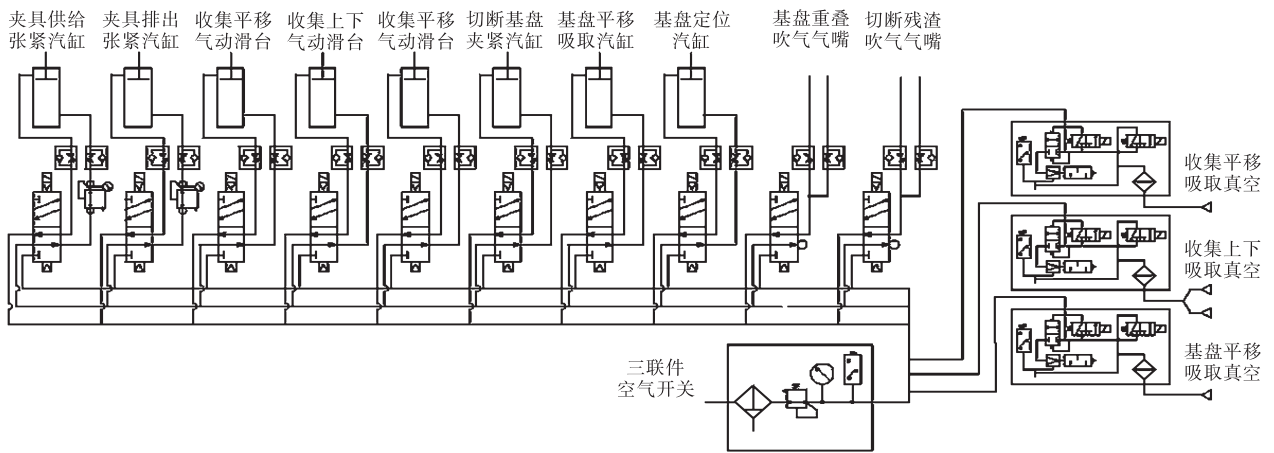 夹具供给
张紧汽缸
夹具排出
张紧汽缸
收集平移
气动滑台
收集上下
气动滑台
收集平移
气动滑台
切断基盘
夹紧汽缸
基盘平移
吸取汽缸
基盘定位
汽缸
基盘重叠
吹气气嘴
切断残渣
吹气气嘴
收集平移
吸取真空
收集上下
吸取真空
基盘平移
吸取真空
三联件
空气开关